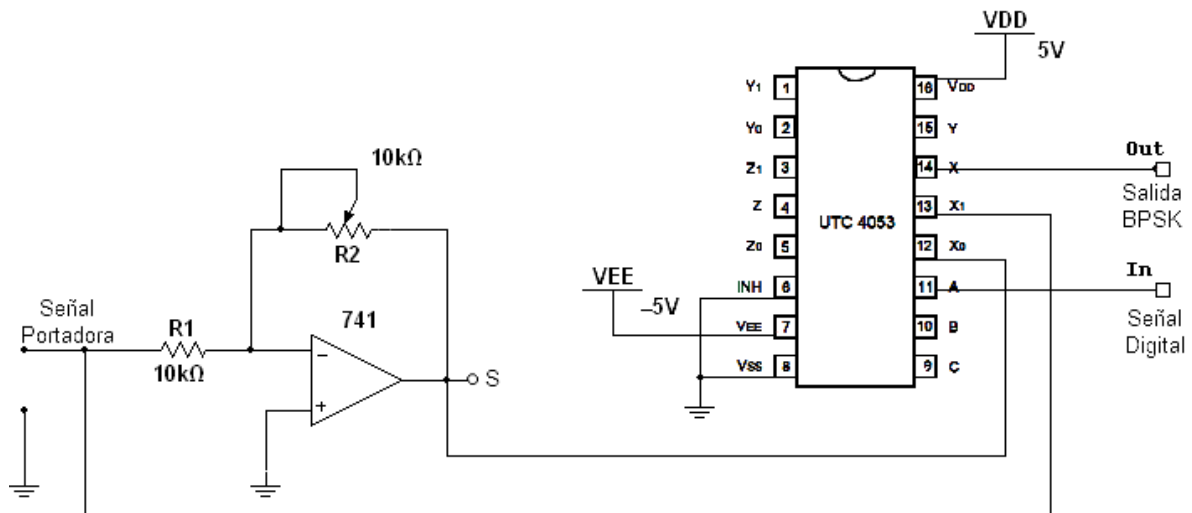 VDD
5V
Y1 1
16 VDD
Y0 2
15 Y
Z1 3
14 X
Z 4
13 X1
Z0 5
12 X0
INH 6
11 A
VEE 7
10 B
VSS 8
9 C
UTC 4053
Out
Salida
BPSK
In
Señal
Digital
VEE
–5V
10kΩ
R2
741
Señal
Portadora
R1
10kΩ
−
+
S